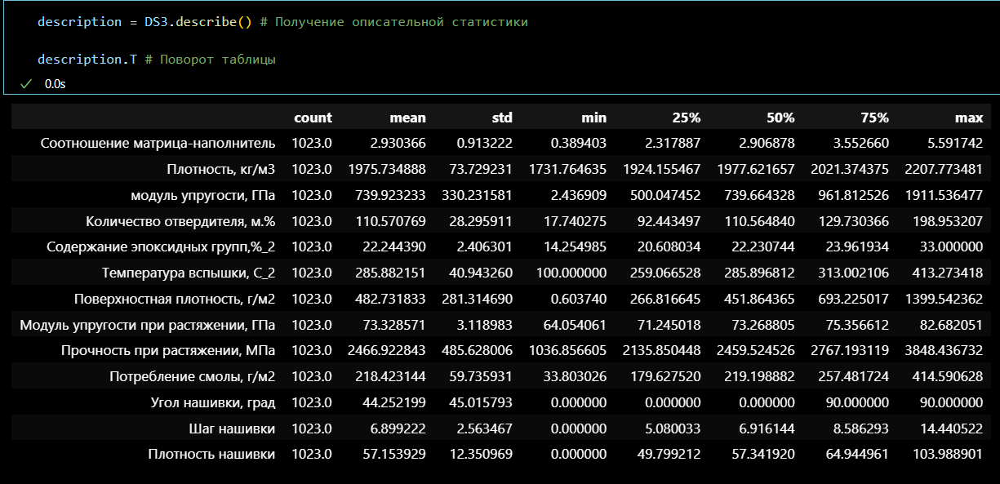 description = DS3.describe() # Получение описательной статистики
description.T # Поворот таблицы
0.0s
count mean std min 25% 50% 75% max
Соотношение матрица-наполнитель 1023.0 2.930366 0.913222 0.389403 2.317887 2.906878 3.552660 5.591742
Плотность, кг/м3 1023.0 1975.734888 73.729231 1731.764635 1924.155467 1977.621657 2021.374375 2207.773481
модуль упругости, ГПа 1023.0 739.923233 330.231581 2.436909 500.047452 739.664328 961.812526 1911.536477
Количество отвердителя, м.% 1023.0 110.570769 28.295911 17.740275 92.443497 110.564840 129.730366 198.953207
Содержание эпоксидных групп,%_2 1023.0 22.244390 2.406301 14.254985 20.608034 22.230744 23.961934 33.000000
Температура вспышки, С_2 1023.0 285.882151 40.943260 100.000000 259.066528 285.896812 313.002106 413.273418
Поверхностная плотность, г/м2 1023.0 482.731833 281.314690 0.603740 266.816645 451.864365 693.225017 1399.542362
Модуль упругости при растяжении, ГПа 1023.0 73.328571 3.118983 64.054061 71.245018 73.268805 75.356612 82.682051
Прочность при растяжении, МПа 1023.0 2466.922843 485.628006 1036.856605 2135.850448 2459.524526 2767.193119 3848.436732
Потребление смолы, г/м2 1023.0 218.423144 59.735931 33.803026 179.627520 219.198882 257.481724 414.590628
Угол нашивки, град 1023.0 44.252199 45.015793 0.000000 0.000000 0.000000 90.000000 90.000000
Шаг нашивки 1023.0 6.899222 2.563467 0.000000 5.080033 6.916144 8.586293 14.440522
Плотность нашивки 1023.0 57.153929 12.350969 0.000000 49.799212 57.341920 64.944961 103.988901